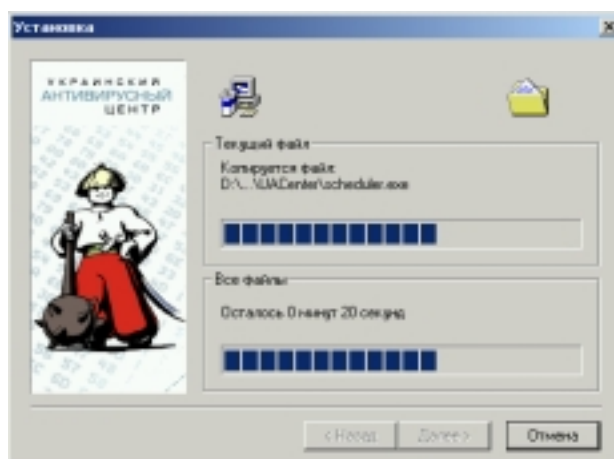 Установка
УКРАИНСКИЙ
АНТИВИРУСНЫЙ
ЦЕНТР
Текущий файл
Копируется файл:
D:\...\UACenter\scheduler.exe
Все файлы
Осталось 0 минут 20 секунд
< Назад
Далее >
Отмена